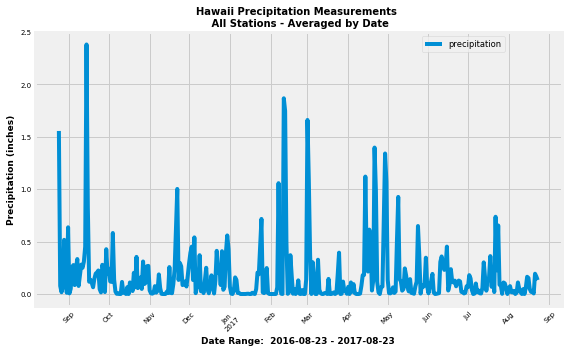 Hawaii Precipitation Measurements
All Stations - Averaged by Date
precipitation
Precipitation (inches)
2.5
2.0
1.5
1.0
0.5
0.0
Sep
Oct
Nov
Dec
Jan
2017
Feb
Mar
Apr
May
Jun
Jul
Aug
Sep
Date Range:  2016-08-23 - 2017-08-23